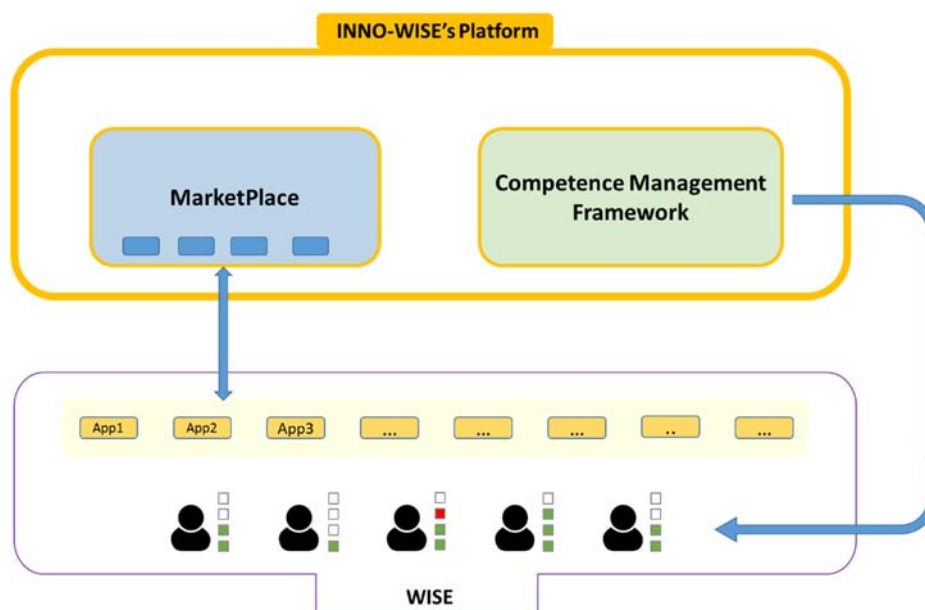 INNO-WISE's Platform
MarketPlace
Competence Management
Framework
App1
App2
App3
...
...
...
..
...
WISE